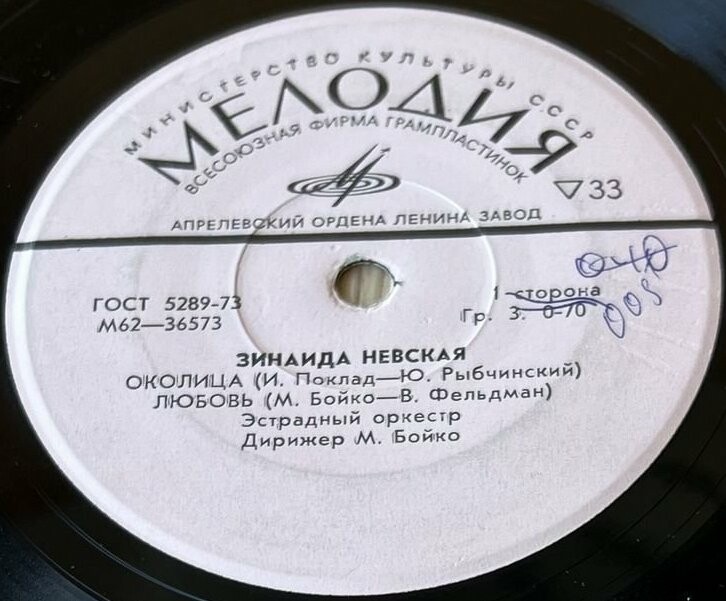 МИНИСТЕРСТВО КУЛЬТУРЫ СССР
МЕЛОДИЯ
ВСЕСОЮЗНАЯ ФИРМА ГРАМПЛАСТИНОК
33
АПРЕЛЕВСКИЙ ОРДЕНА ЛЕНИНА ЗАВОД
ГОСТ 5289-73
М62—36573
1-сторона
Гр. 3. 0-70
ЗИНАИДА НЕВСКАЯ
ОКОЛИЦА (И. Поклад—Ю. Рыбчинский)
ЛЮБОВЬ (М. Бойко—В. Фельдман)
Эстрадный оркестр
Дирижер М. Бойко